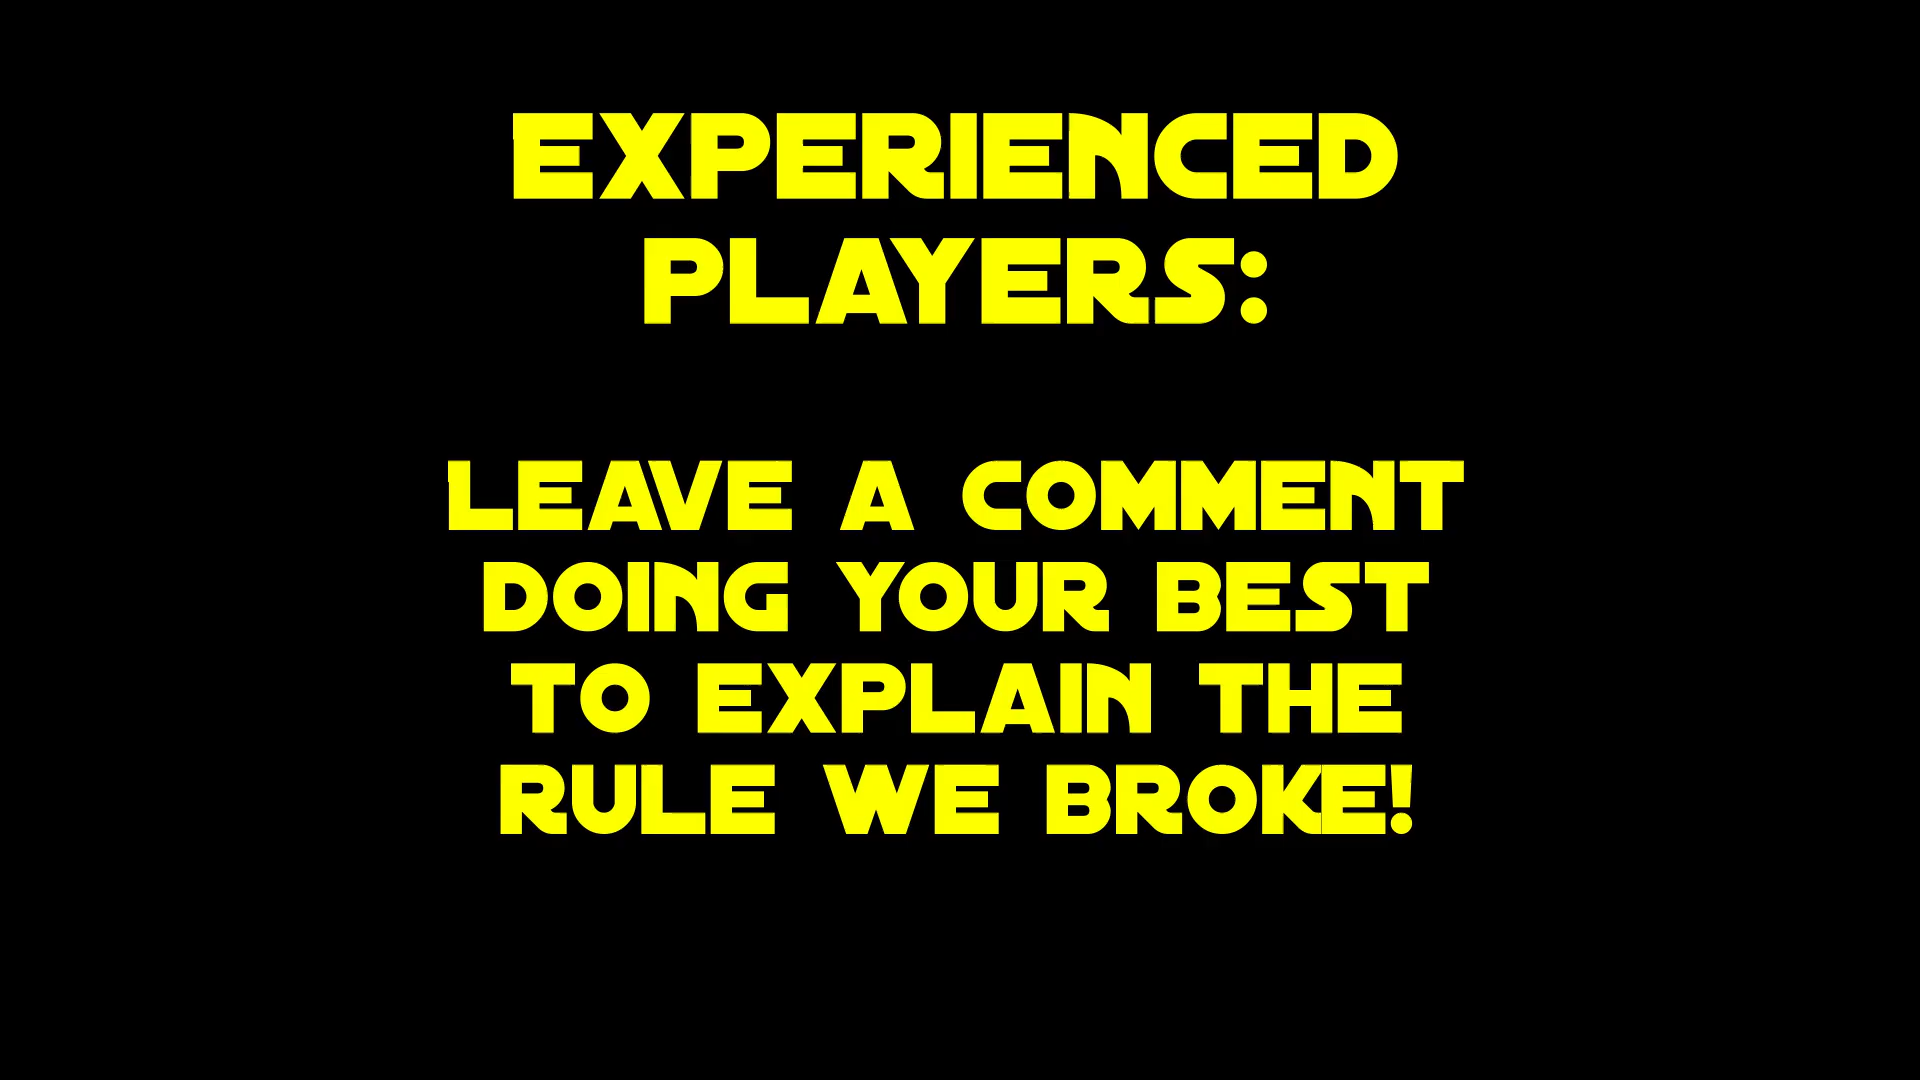 EXPERIENCED
PLAYERS:
LEAVE A COMMENT
DOING YOUR BEST
TO EXPLAIN THE
RULE WE BROKE!